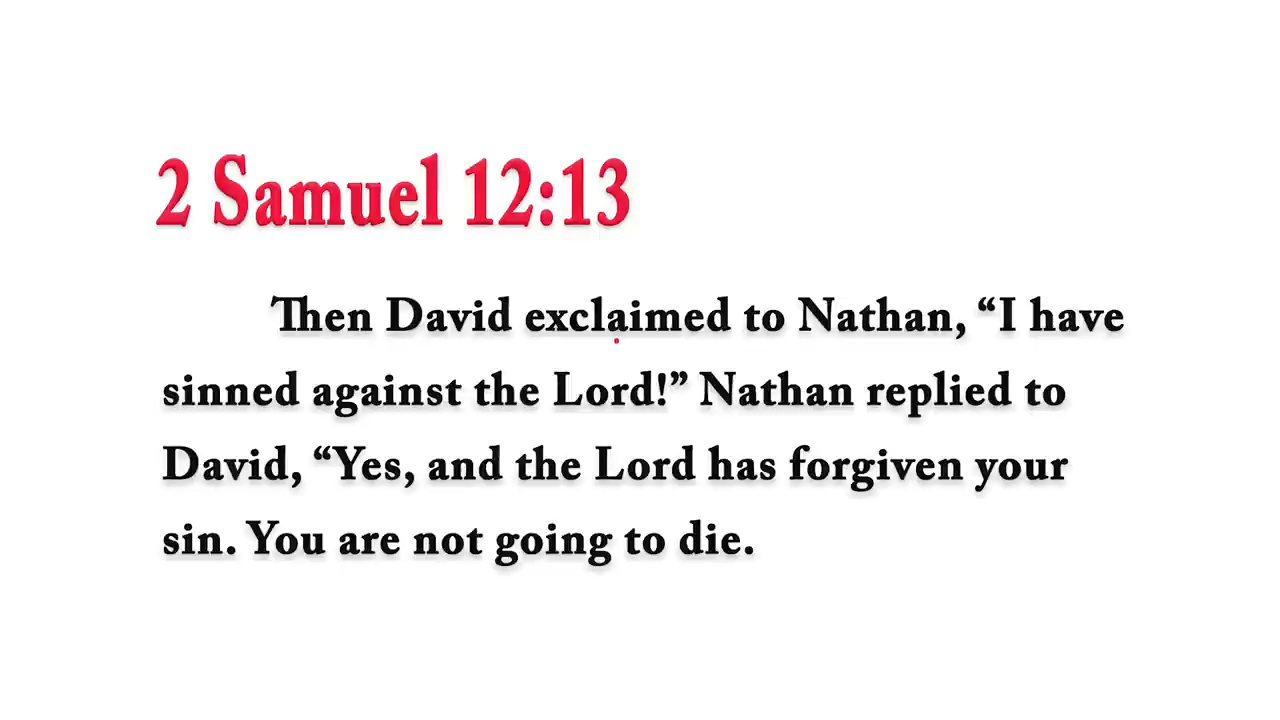 2 Samuel 12:13
Then David exclaimed to Nathan, “I have
sinned against the Lord!” Nathan replied to
David, “Yes, and the Lord has forgiven your
sin. You are not going to die.